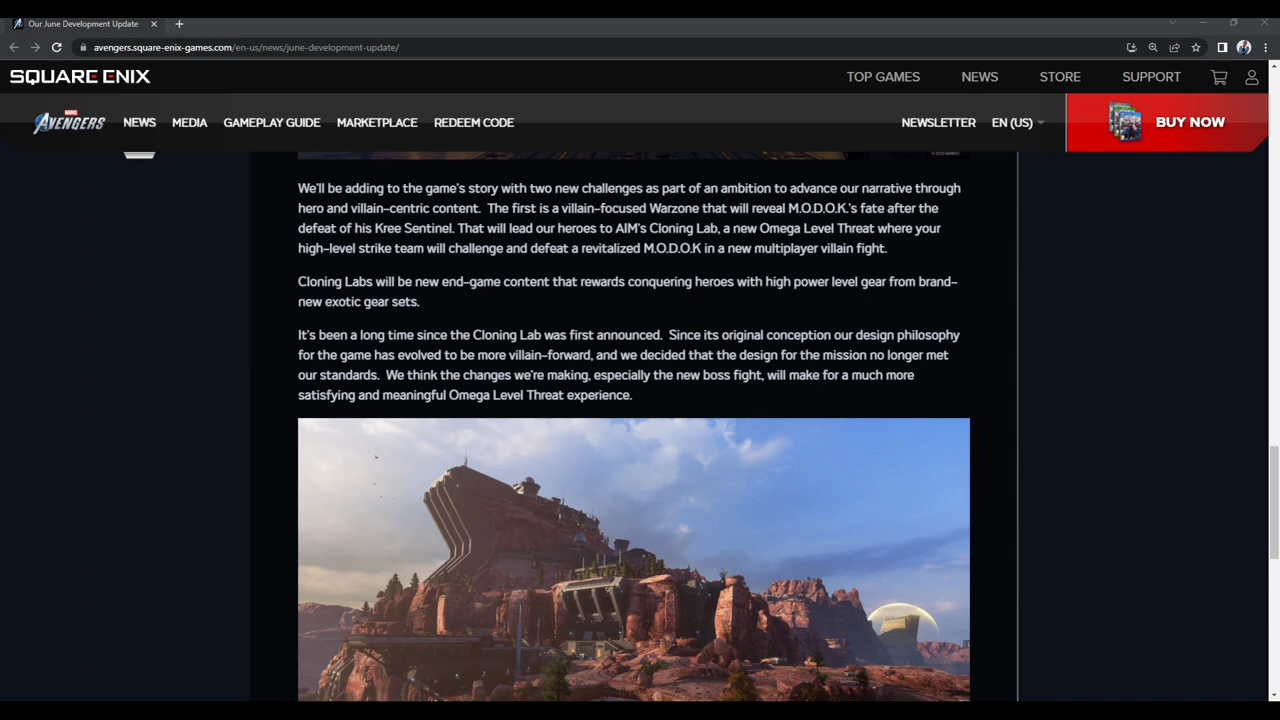 Our June Development Update
avengers.square-enix-games.com/en-us/news/june-development-update/
SQUARE ENIX
TOP GAMES NEWS STORE SUPPORT
MARVEL
AVENGERS
NEWS MEDIA GAMEPLAY GUIDE MARKETPLACE REDEEM CODE
NEWSLETTER EN (US) BUY NOW
We'll be adding to the game's story with two new challenges as part of an ambition to advance our narrative through
hero and villain-centric content. The first is a villain-focused Warzone that will reveal M.O.D.O.K.'s fate after the
defeat of his Kree Sentinel. That will lead our heroes to AIM's Cloning Lab, a new Omega Level Threat where your
high-level strike team will challenge and defeat a revitalized M.O.D.O.K in a new multiplayer villain fight.
Cloning Labs will be new end-game content that rewards conquering heroes with high power level gear from brand-
new exotic gear sets.
It's been a long time since the Cloning Lab was first announced. Since its original conception our design philosophy
for the game has evolved to be more villain-forward, and we decided that the design for the mission no longer met
our standards. We think the changes we're making, especially the new boss fight, will make for a much more
satisfying and meaningful Omega Level Threat experience.